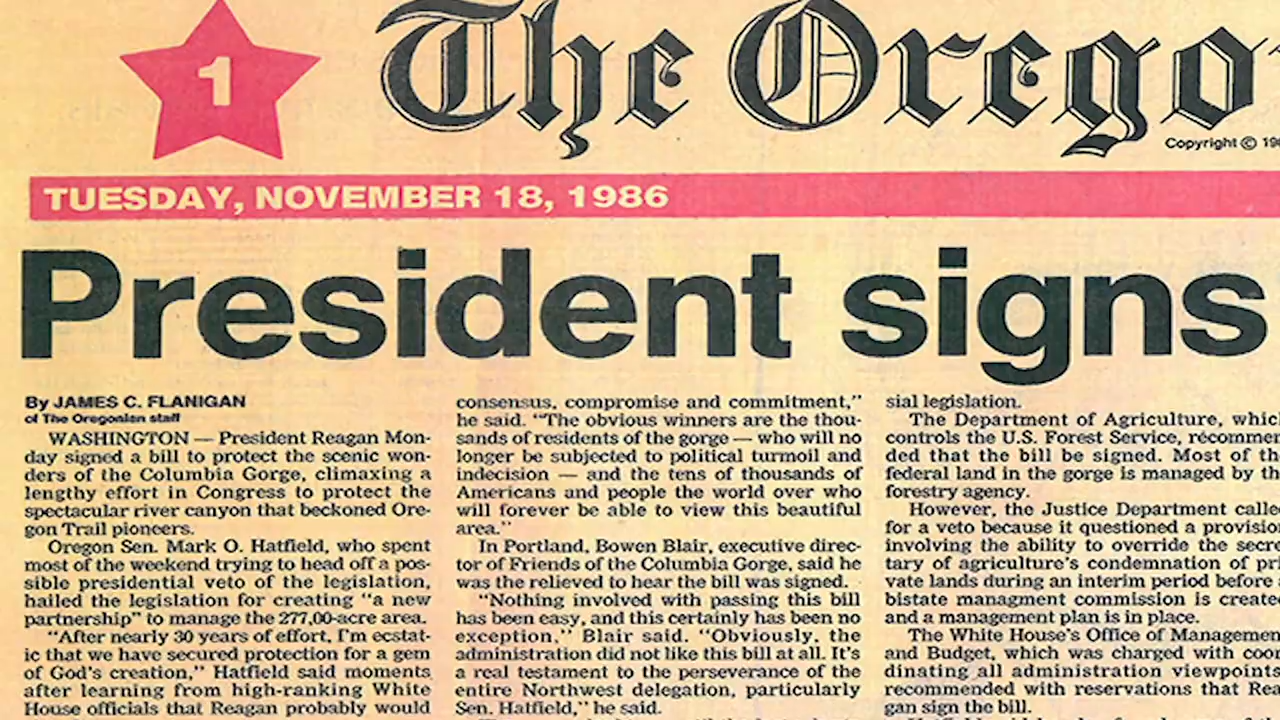 1
The Orego
Copyright © 19
TUESDAY, NOVEMBER 18, 1986
President signs
By JAMES C. FLANIGAN
of The Oregonian staff
WASHINGTON — President Reagan Mon-
day signed a bill to protect the scenic won-
ders of the Columbia Gorge, climaxing a
lengthy effort in Congress to protect the
spectacular river canyon that beckoned Ore-
gon Trail pioneers.
Oregon Sen. Mark O. Hatfield, who spent
most of the weekend trying to head off a pos-
sible presidential veto of the legislation,
hailed the legislation for creating "a new
partnership" to manage the 277,00-acre area.
"After nearly 30 years of effort, I'm ecstat-
ic that we have secured protection for a gem
of God's creation," Hatfield said moments
after learning from high-ranking White
House officials that Reagan probably would
consensus, compromise and commitment,"
he said. "The obvious winners are the thou-
sands of residents of the gorge — who will no
longer be subjected to political turmoil and
indecision — and the tens of thousands of
Americans and people the world over who
will forever be able to view this beautiful
area."
In Portland, Bowen Blair, executive direc-
tor of Friends of the Columbia Gorge, said he
was the relieved to hear the bill was signed.
"Nothing involved with passing this bill
has been easy, and this certainly has been no
exception," Blair said. "Obviously, the
administration did not like this bill at all. It's
a real testament to the perseverance of the
entire Northwest delegation, particularly
Sen. Hatfield," he said.
sial legislation.
The Department of Agriculture, which
controls the U.S. Forest Service, recommen
ded that the bill be signed. Most of th
federal land in the gorge is managed by th
forestry agency.
However, the Justice Department calle
for a veto because it questioned a provision
involving the ability to override the secre
tary of agriculture's condemnation of pri
vate lands during an interim period before a
bistate managment commission is create
and a management plan is in place.
The White House's Office of Managemen
and Budget, which was charged with coor
dinating all administration viewpoints
recommended with reservations that Rea
gan sign the bill.